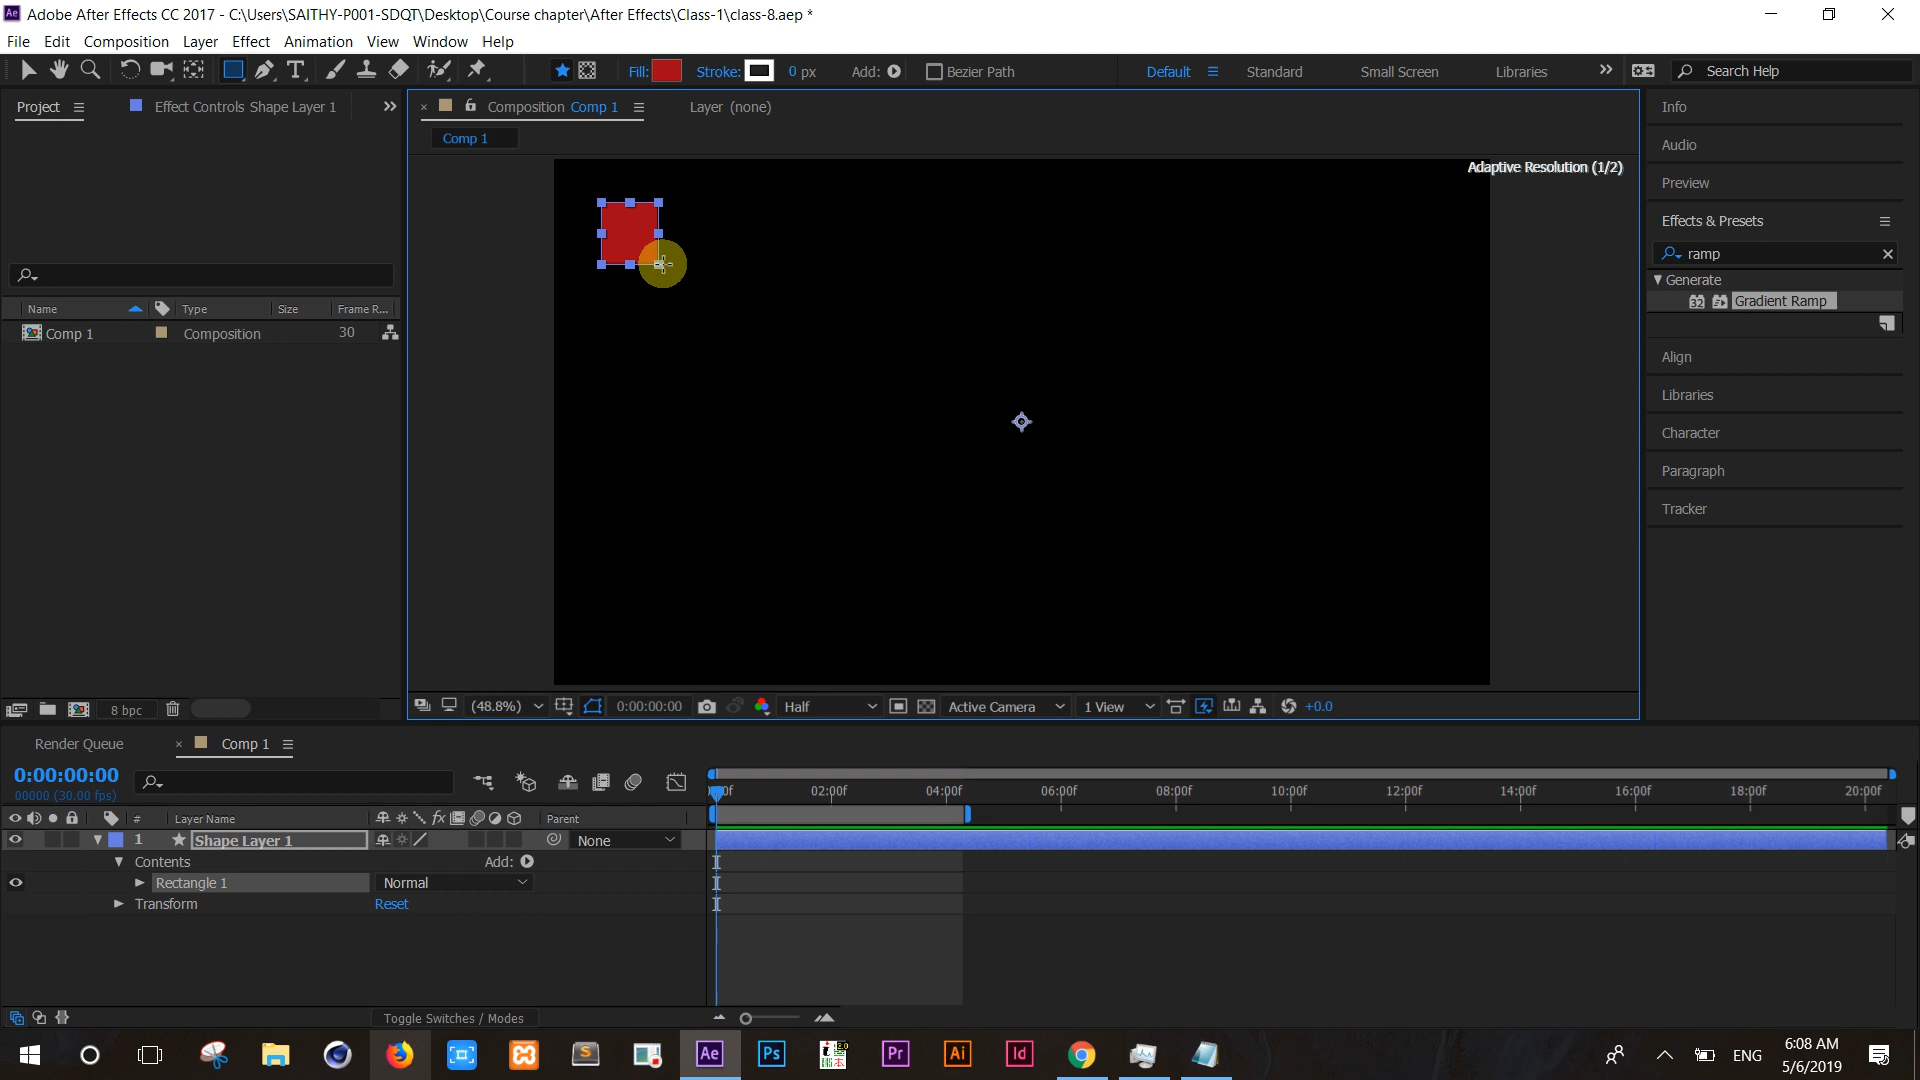 Ae Adobe After Effects CC 2017 - C:\Users\SAITHY-P001-SDQT\Desktop\Course chapter\After Effects\Class-1\class-8.aep *
File Edit Composition Layer Effect Animation View Window Help
Fill: Stroke: 0 px Add: Bezier Path Default Standard Small Screen Libraries Search Help
Project Effect Controls Shape Layer 1
Composition Comp 1 Layer (none)
Comp 1
Adaptive Resolution (1/2)
Info
Audio
Preview
Effects & Presets
ramp
Generate
32 Gradient Ramp
Align
Libraries
Character
Paragraph
Tracker
Name Type Size Frame R...
Comp 1 Composition 30
8 bpc
(48.8%) 0:00:00:00 Half Active Camera 1 View +0.0
Render Queue Comp 1
0:00:00:00
00000 (30.00 fps)
02:00f 04:00f 06:00f 08:00f 10:00f 12:00f 14:00f 16:00f 18:00f 20:00f
# Layer Name fx Parent
1 Shape Layer 1 None
Contents Add:
Rectangle 1 Normal
Transform Reset
Toggle Switches / Modes
S Ae Ps Pr Ai Id ENG
6:08 AM
5/6/2019